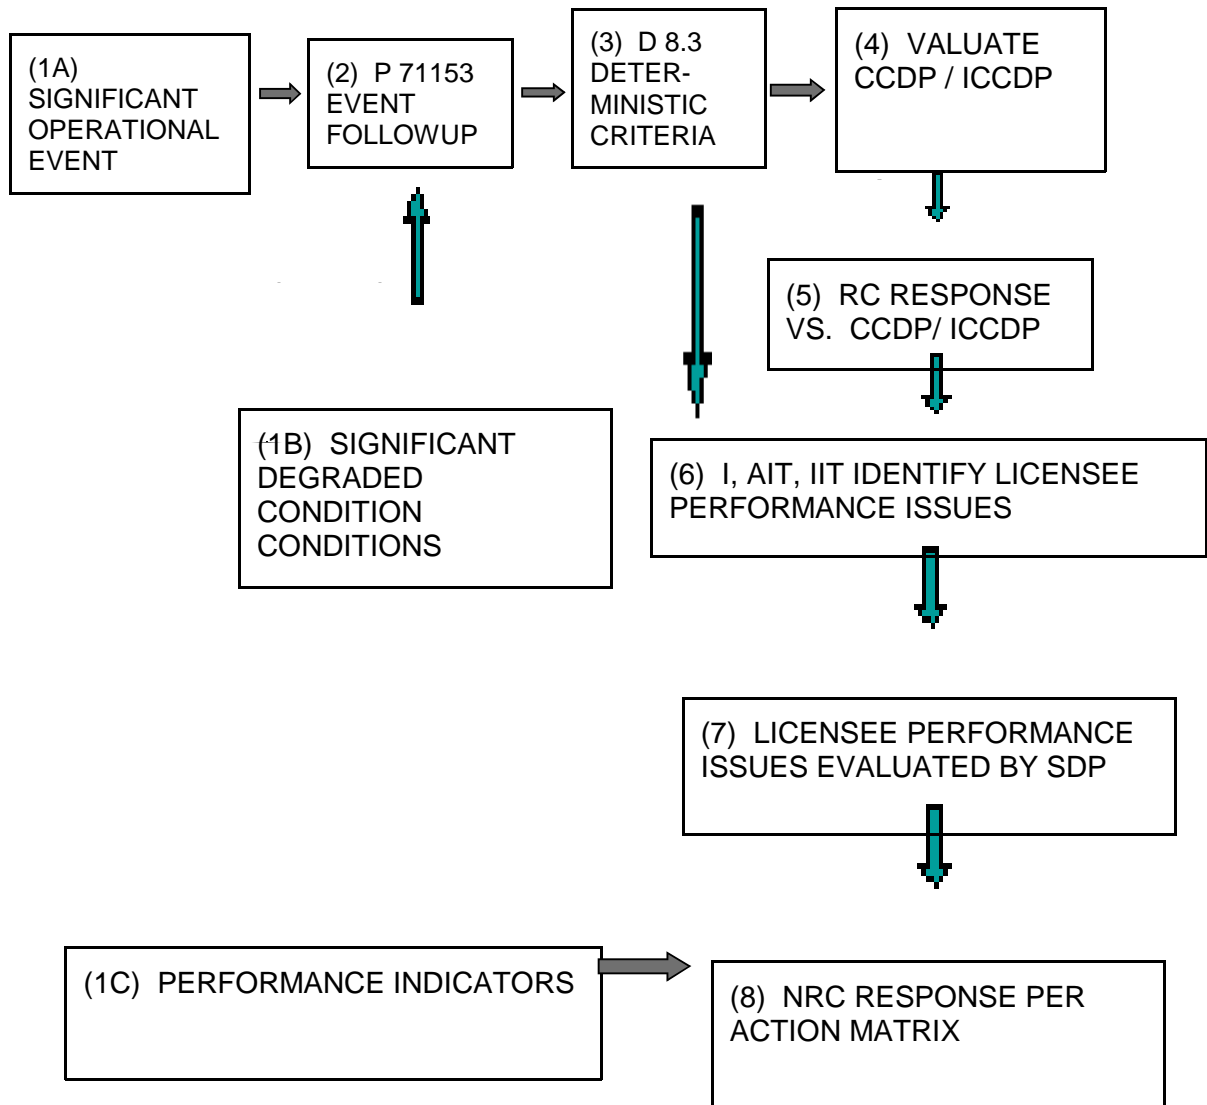 (1A)
SIGNIFICANT
OPERATIONAL
EVENT
(2) P 71153
EVENT
FOLLOWUP
(3) D 8.3
DETER-
MINISTIC
CRITERIA
(4) VALUATE
CCDP / ICCDP
(5) RC RESPONSE
VS. CCDP/ ICCDP
(1B) SIGNIFICANT
DEGRADED
CONDITION
CONDITIONS
(6) I, AIT, IIT IDENTIFY LICENSEE
PERFORMANCE ISSUES
(7) LICENSEE PERFORMANCE
ISSUES EVALUATED BY SDP
(1C) PERFORMANCE INDICATORS
(8) NRC RESPONSE PER
ACTION MATRIX